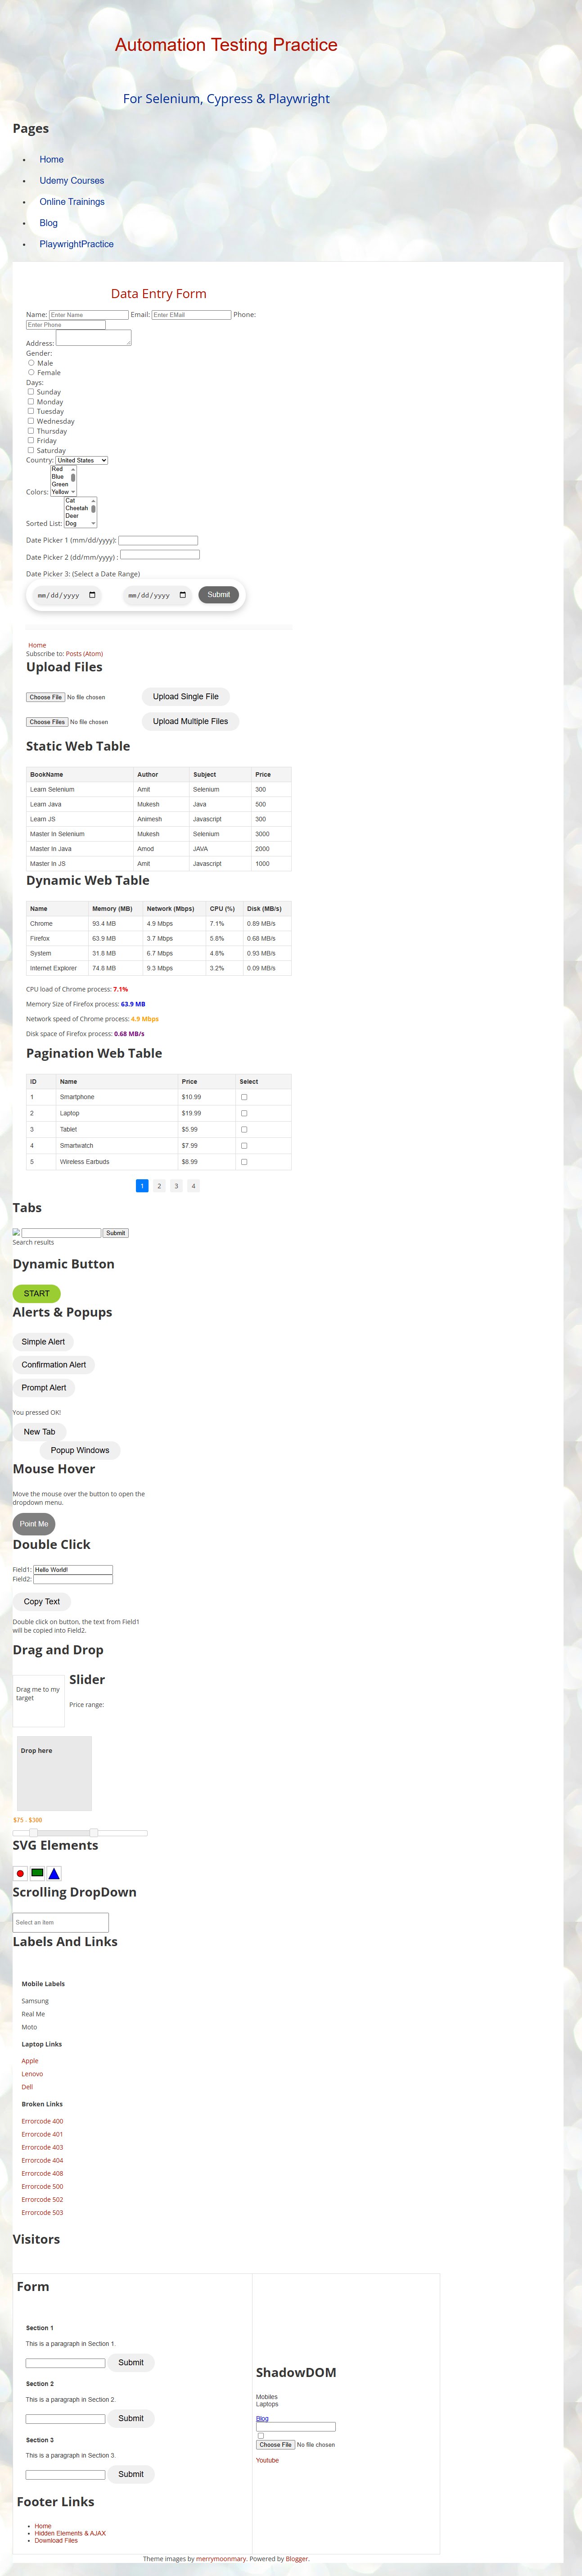 Automation Testing Practice
For Selenium, Cypress & Playwright
Pages
Home
Udemy Courses
Online Trainings
Blog
PlaywrightPractice
Data Entry Form
Name: Enter Name Email: Enter EMail Phone:
Enter Phone
Address:
Gender:
Male
Female
Days:
Sunday
Monday
Tuesday
Wednesday
Thursday
Friday
Saturday
Country: United States
Red
Blue
Green
Colors: Yellow
Cat
Cheetah
Deer
Sorted List: Dog
Date Picker 1 (mm/dd/yyyy):
Date Picker 2 (dd/mm/yyyy) :
Date Picker 3: (Select a Date Range)
mm/dd/yyyy mm/dd/yyyy Submit
Home
Subscribe to: Posts (Atom)
Upload Files
Choose File No file chosen Upload Single File
Choose Files No file chosen Upload Multiple Files
Static Web Table
BookName Author Subject Price
Learn Selenium Amit Selenium 300
Learn Java Mukesh Java 500
Learn JS Animesh Javascript 300
Master In Selenium Mukesh Selenium 3000
Master In Java Amod JAVA 2000
Master In JS Amit Javascript 1000
Dynamic Web Table
Name Memory (MB) Network (Mbps) CPU (%) Disk (MB/s)
Chrome 93.4 MB 4.9 Mbps 7.1% 0.89 MB/s
Firefox 63.9 MB 3.7 Mbps 5.8% 0.68 MB/s
System 31.8 MB 6.7 Mbps 4.8% 0.93 MB/s
Internet Explorer 74.8 MB 9.3 Mbps 3.2% 0.09 MB/s
CPU load of Chrome process: 7.1%
Memory Size of Firefox process: 63.9 MB
Network speed of Chrome process: 4.9 Mbps
Disk space of Firefox process: 0.68 MB/s
Pagination Web Table
ID Name Price Select
1 Smartphone $10.99
2 Laptop $19.99
3 Tablet $5.99
4 Smartwatch $7.99
5 Wireless Earbuds $8.99
1 2 3 4
Tabs
Submit
Search results
Dynamic Button
START
Alerts & Popups
Simple Alert
Confirmation Alert
Prompt Alert
You pressed OK!
New Tab
Popup Windows
Mouse Hover
Move the mouse over the button to open the
dropdown menu.
Point Me
Double Click
Field1: Hello World!
Field2:
Copy Text
Double click on button, the text from Field1
will be copied into Field2.
Drag and Drop
Drag me to my
target
Slider
Price range:
Drop here
$75 - $300
SVG Elements
Scrolling DropDown
Select an item
Labels And Links
Mobile Labels
Samsung
Real Me
Moto
Laptop Links
Apple
Lenovo
Dell
Broken Links
Errorcode 400
Errorcode 401
Errorcode 403
Errorcode 404
Errorcode 408
Errorcode 500
Errorcode 502
Errorcode 503
Visitors
Form
Section 1
This is a paragraph in Section 1.
Submit
Section 2
This is a paragraph in Section 2.
Submit
Section 3
This is a paragraph in Section 3.
Submit
Footer Links
Home
Hidden Elements & AJAX
Download Files
ShadowDOM
Mobiles
Laptops
Blog
Choose File No file chosen
Youtube
Theme images by merrymoonmary. Powered by Blogger.